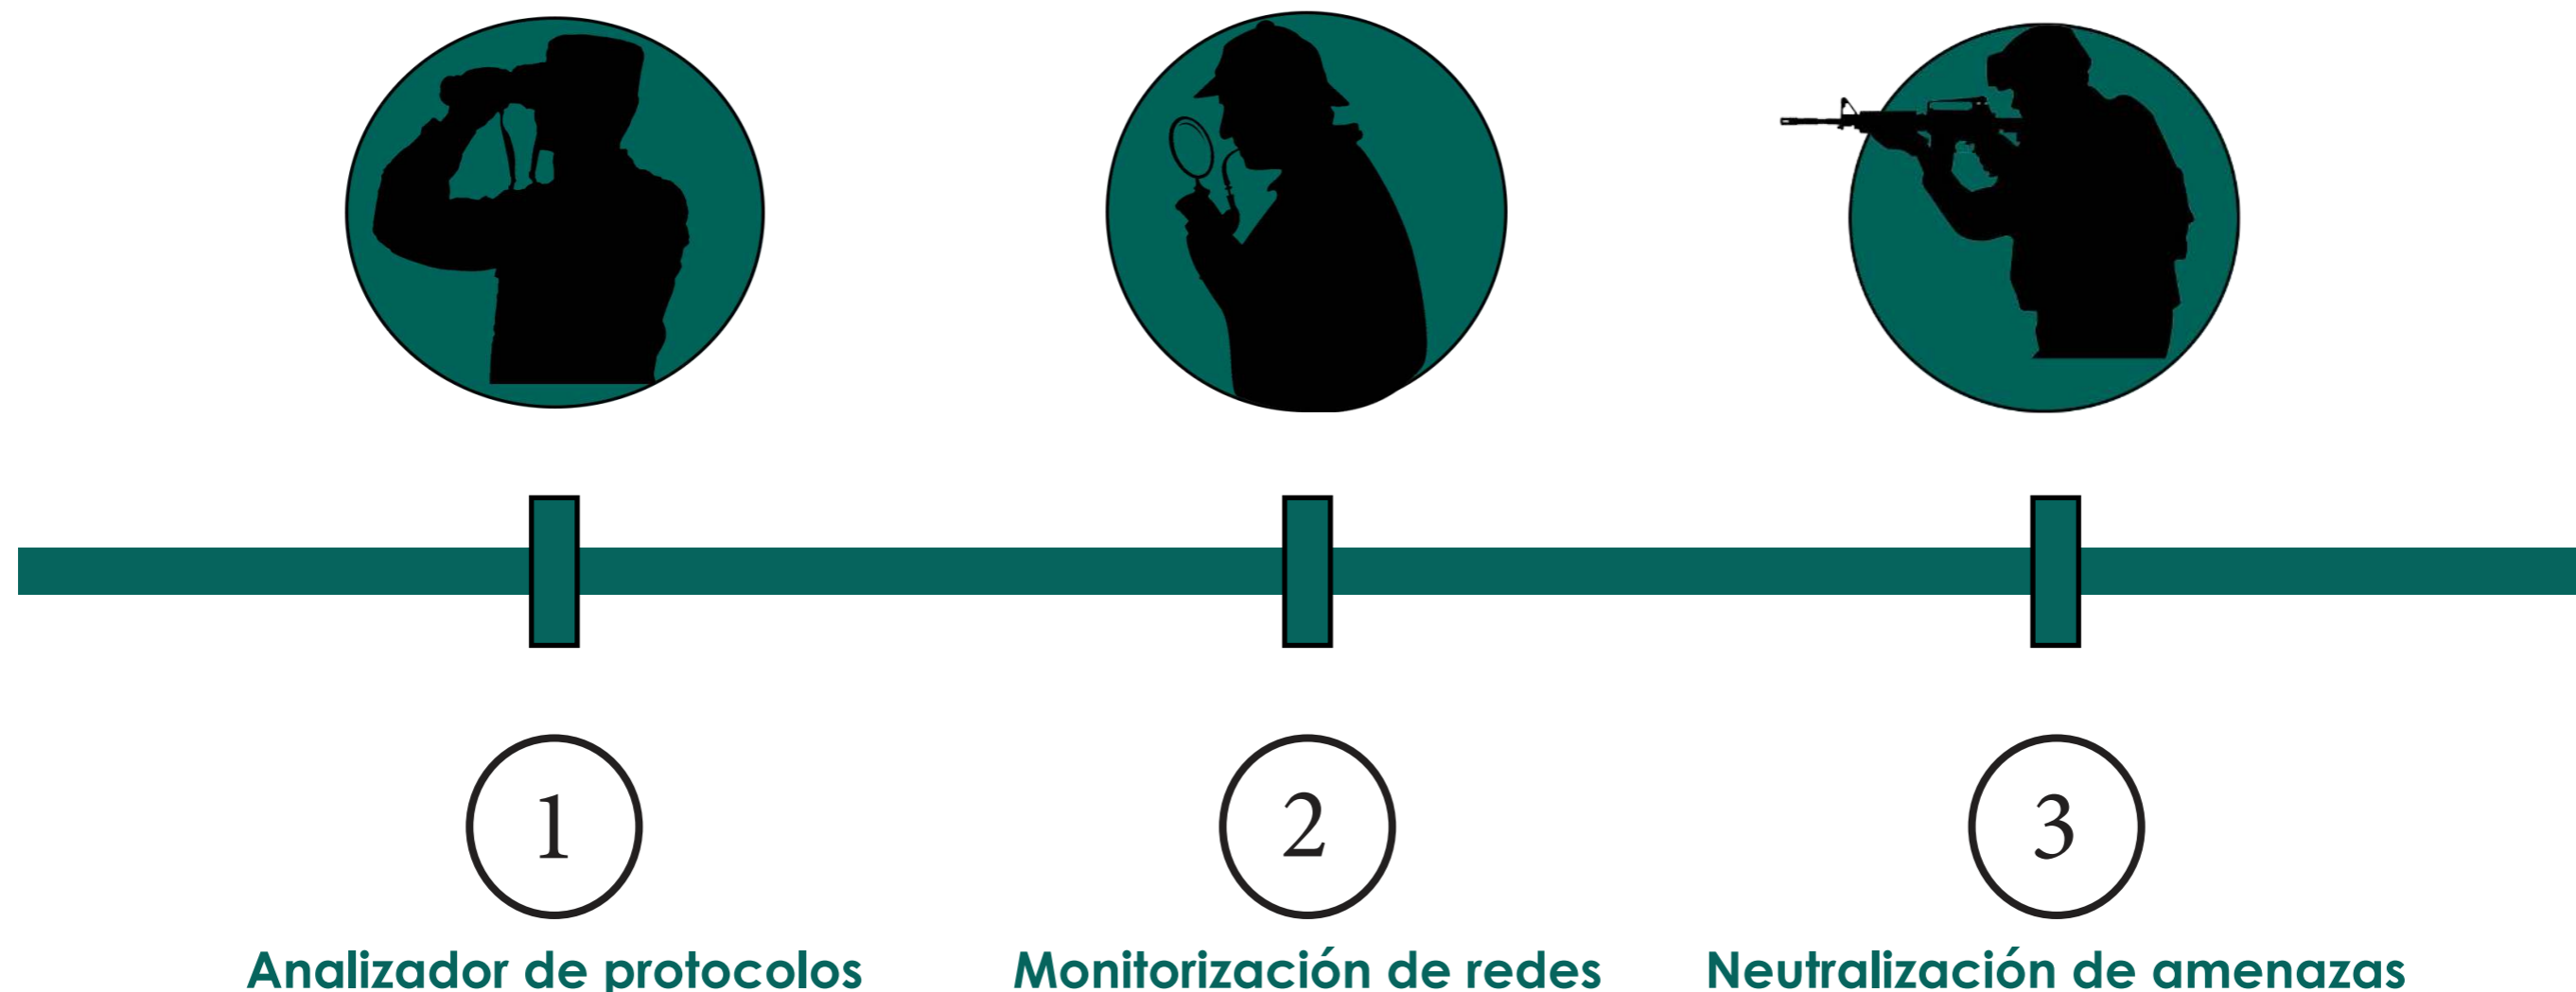 1
2
3
Analizador de protocolos
Monitorización de redes
Neutralización de amenazas